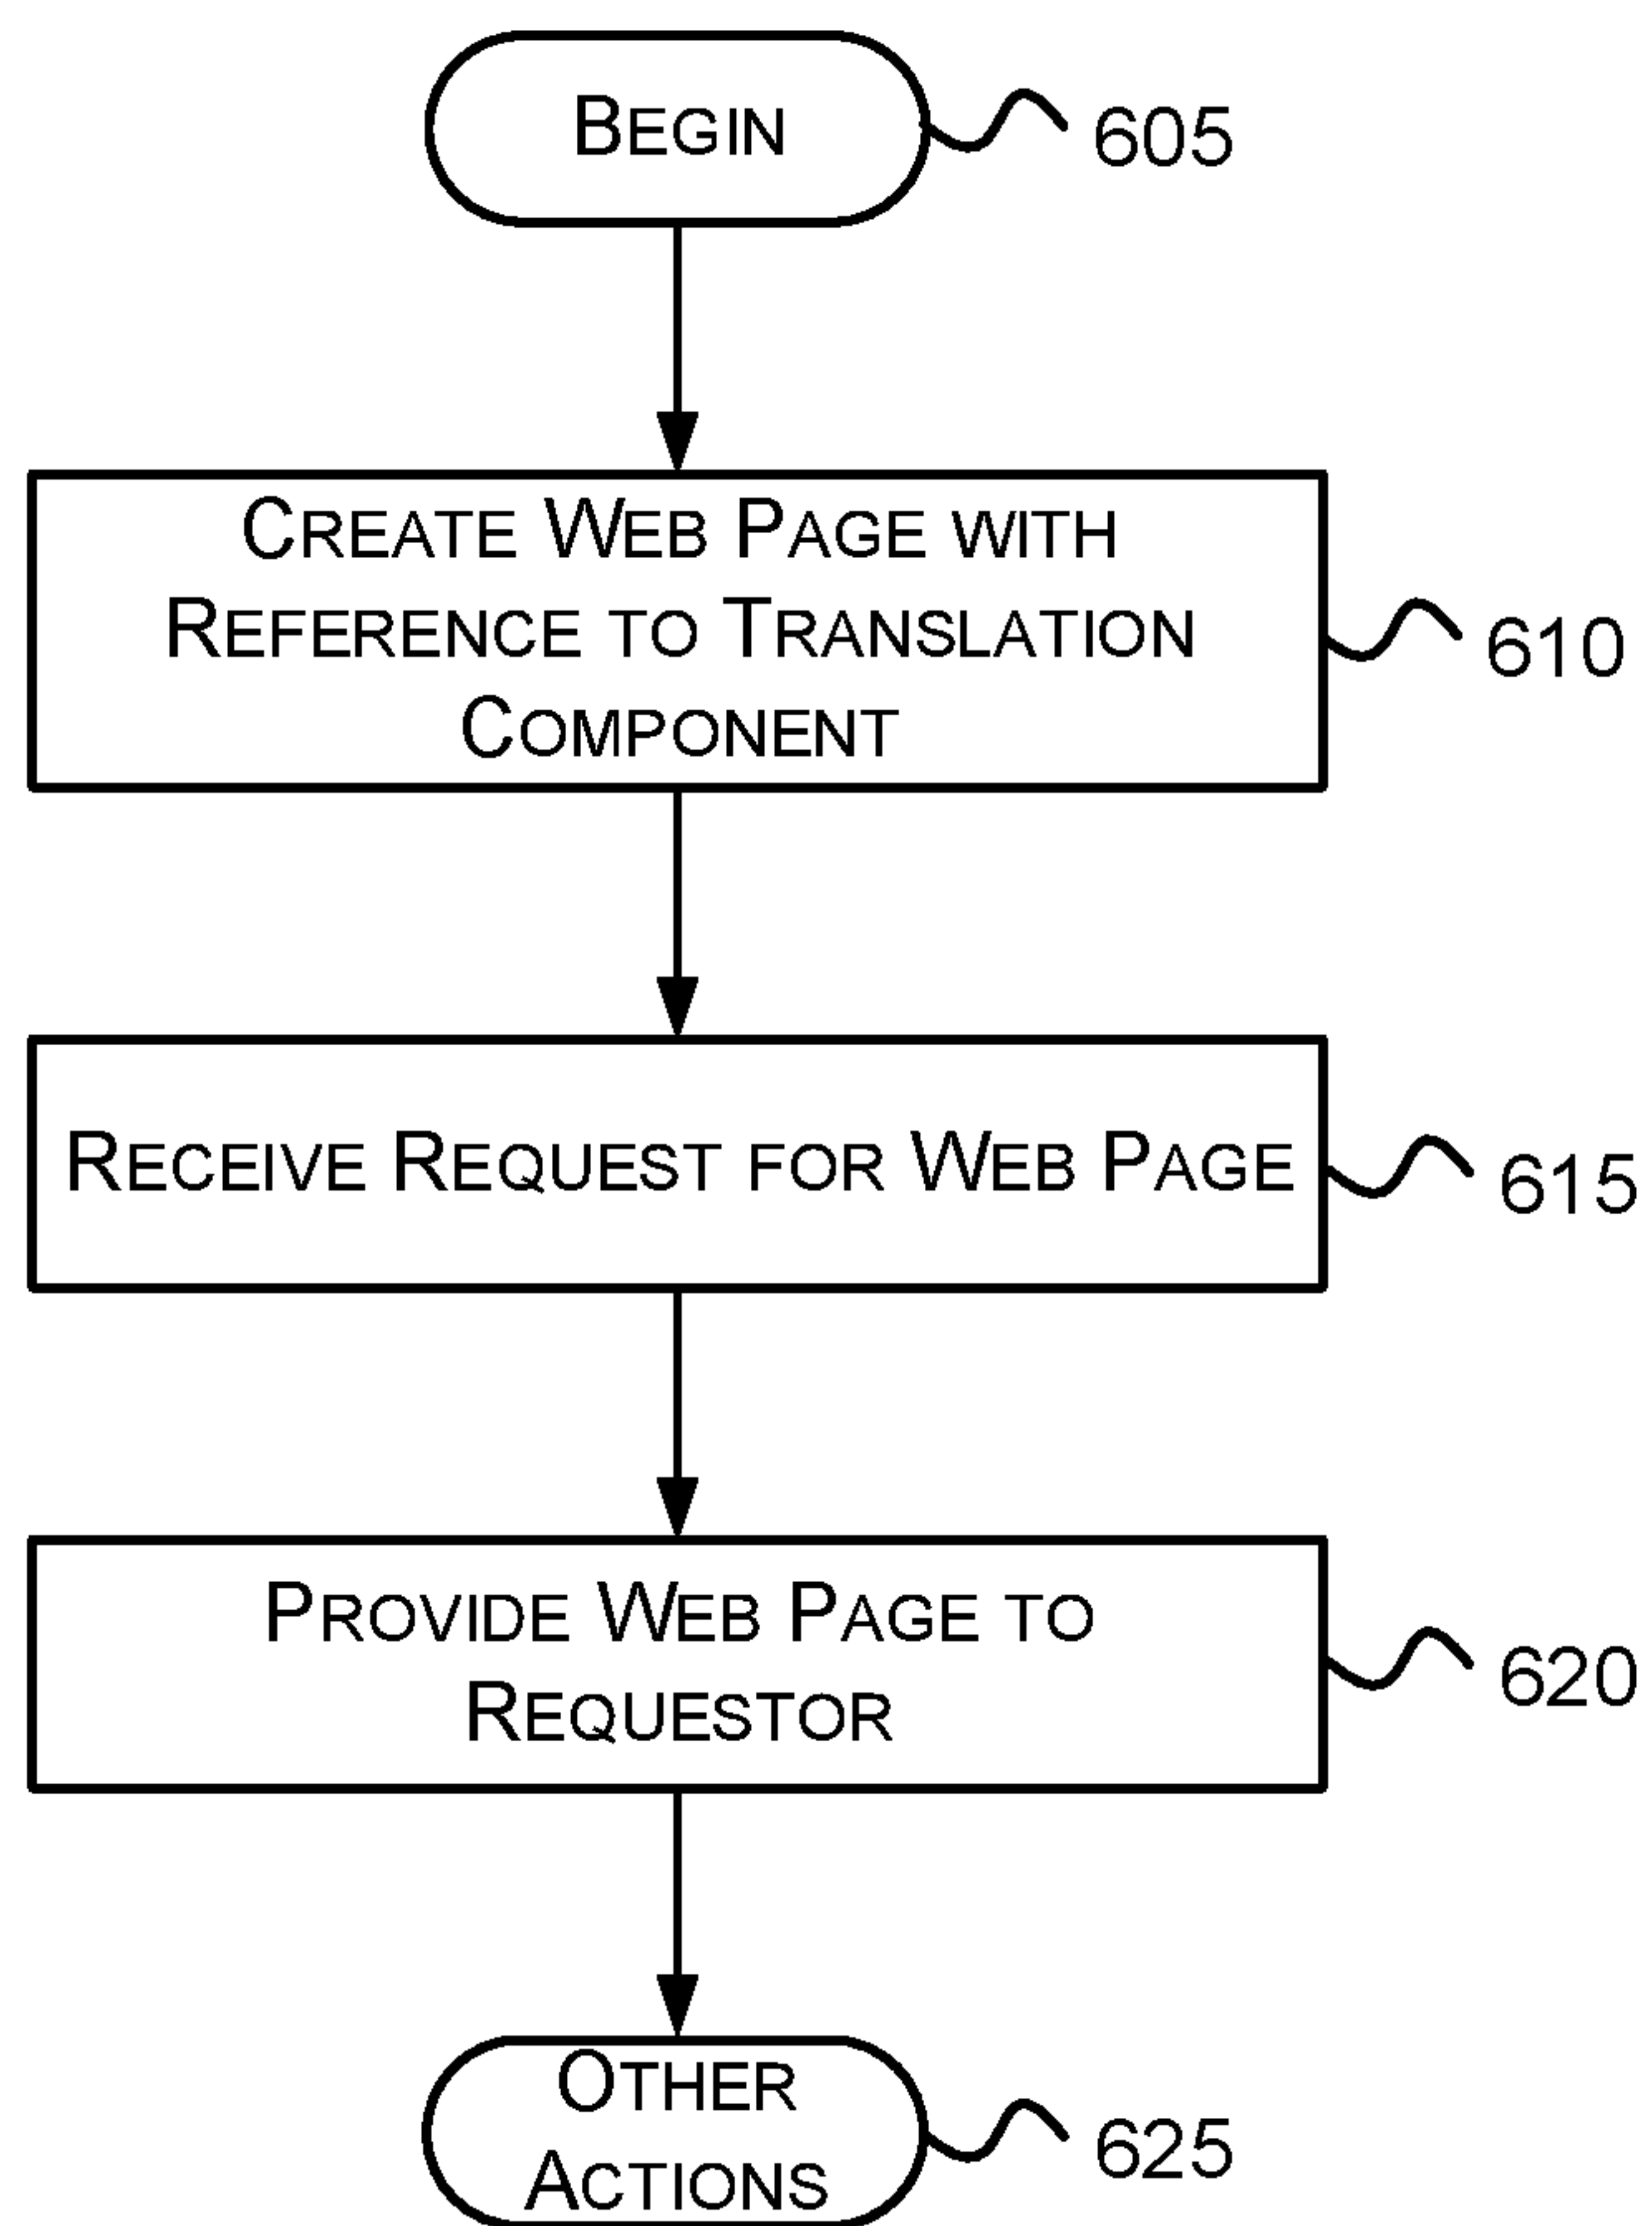 BEGIN
605
CREATE WEB PAGE WITH
REFERENCE TO TRANSLATION
COMPONENT
610
RECEIVE REQUEST FOR WEB PAGE
615
PROVIDE WEB PAGE TO
REQUESTOR
620
OTHER
ACTIONS
625